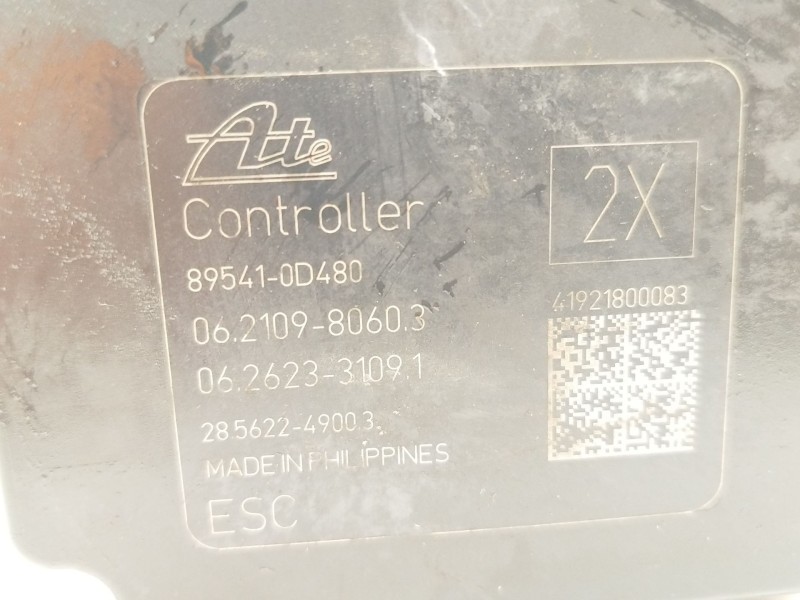 Ate
Controller
2X
89541-0D480
41921800083
06.2109-8060.3
06.2623-3109.1
28.5622-4900.3
MADE IN PHILIPPINES
ESC